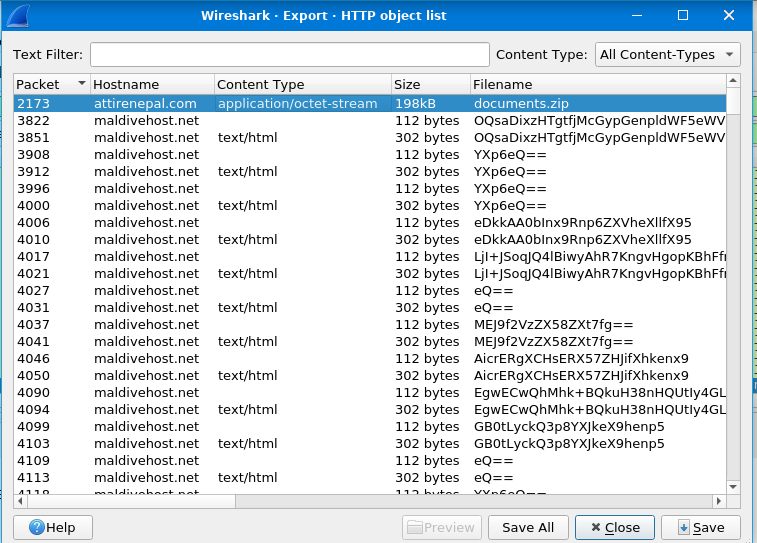 Wireshark · Export · HTTP object list
Text Filter: Content Type: All Content-Types
Packet Hostname Content Type Size Filename
2173 attirenepal.com application/octet-stream 198kB documents.zip
3822 maldivehost.net 112 bytes OQsaDixzHTgtfjMcGypGenpldWF5eWV
3851 maldivehost.net text/html 302 bytes OQsaDixzHTgtfjMcGypGenpldWF5eWV
3908 maldivehost.net 112 bytes YXp6eQ==
3912 maldivehost.net text/html 302 bytes YXp6eQ==
3996 maldivehost.net 112 bytes YXp6eQ==
4000 maldivehost.net text/html 302 bytes YXp6eQ==
4006 maldivehost.net 112 bytes eDkkAA0bInx9Rnp6ZXVheXllfX95
4010 maldivehost.net text/html 302 bytes eDkkAA0bInx9Rnp6ZXVheXllfX95
4017 maldivehost.net 112 bytes LjI+JSoqJQ4lBiwyAhR7KngvHgopKBhFfr
4021 maldivehost.net text/html 302 bytes LjI+JSoqJQ4lBiwyAhR7KngvHgopKBhFfr
4027 maldivehost.net 112 bytes eQ==
4031 maldivehost.net text/html 302 bytes eQ==
4037 maldivehost.net 112 bytes MEJ9f2VzZX58ZXt7fg==
4041 maldivehost.net text/html 302 bytes MEJ9f2VzZX58ZXt7fg==
4046 maldivehost.net 112 bytes AicrERgXCHsERX57ZHJifXhkenx9
4050 maldivehost.net text/html 302 bytes AicrERgXCHsERX57ZHJifXhkenx9
4090 maldivehost.net 112 bytes EgwECwQhMhk+BQkuH38nHQUtIy4GL
4094 maldivehost.net text/html 302 bytes EgwECwQhMhk+BQkuH38nHQUtIy4GL
4099 maldivehost.net 112 bytes GB0tLyckQ3p8YXJkeX9henp5
4103 maldivehost.net text/html 302 bytes GB0tLyckQ3p8YXJkeX9henp5
4109 maldivehost.net 112 bytes eQ==
4113 maldivehost.net text/html 302 bytes eQ==
4118 maldivehost.net 112 bytes YXp6eQ==
Help Preview Save All Close Save